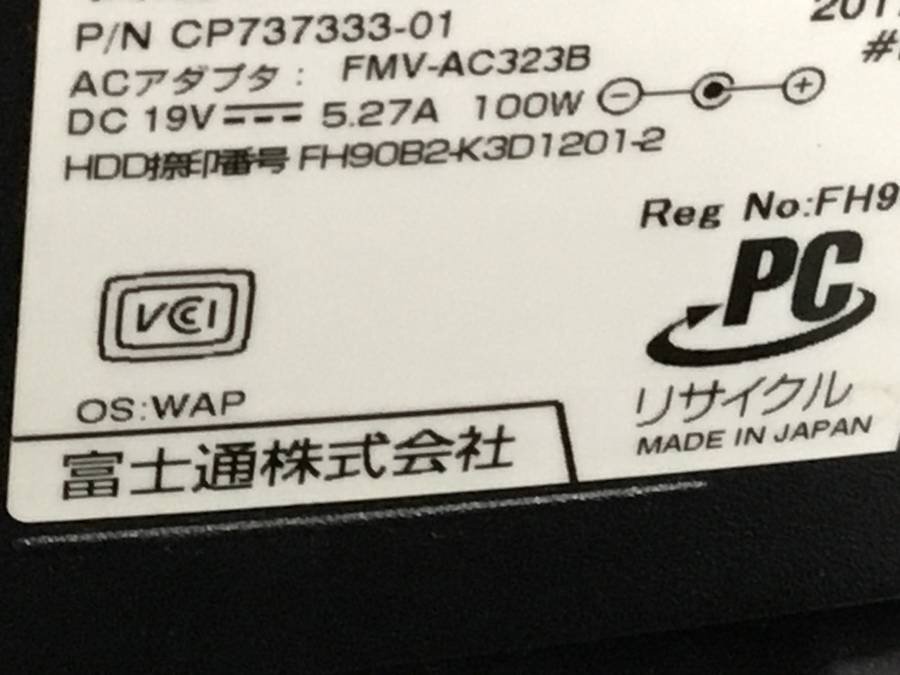 P/N CP737333-01
201
ACアダプタ： FMV-AC323B
#
DC 19V 5.27A 100W
HDD捺印番号 FH90B2-K3D1201-2
Reg No:FH9
VCCI
PC
リサイクル
MADE IN JAPAN
OS:WAP
富士通株式会社